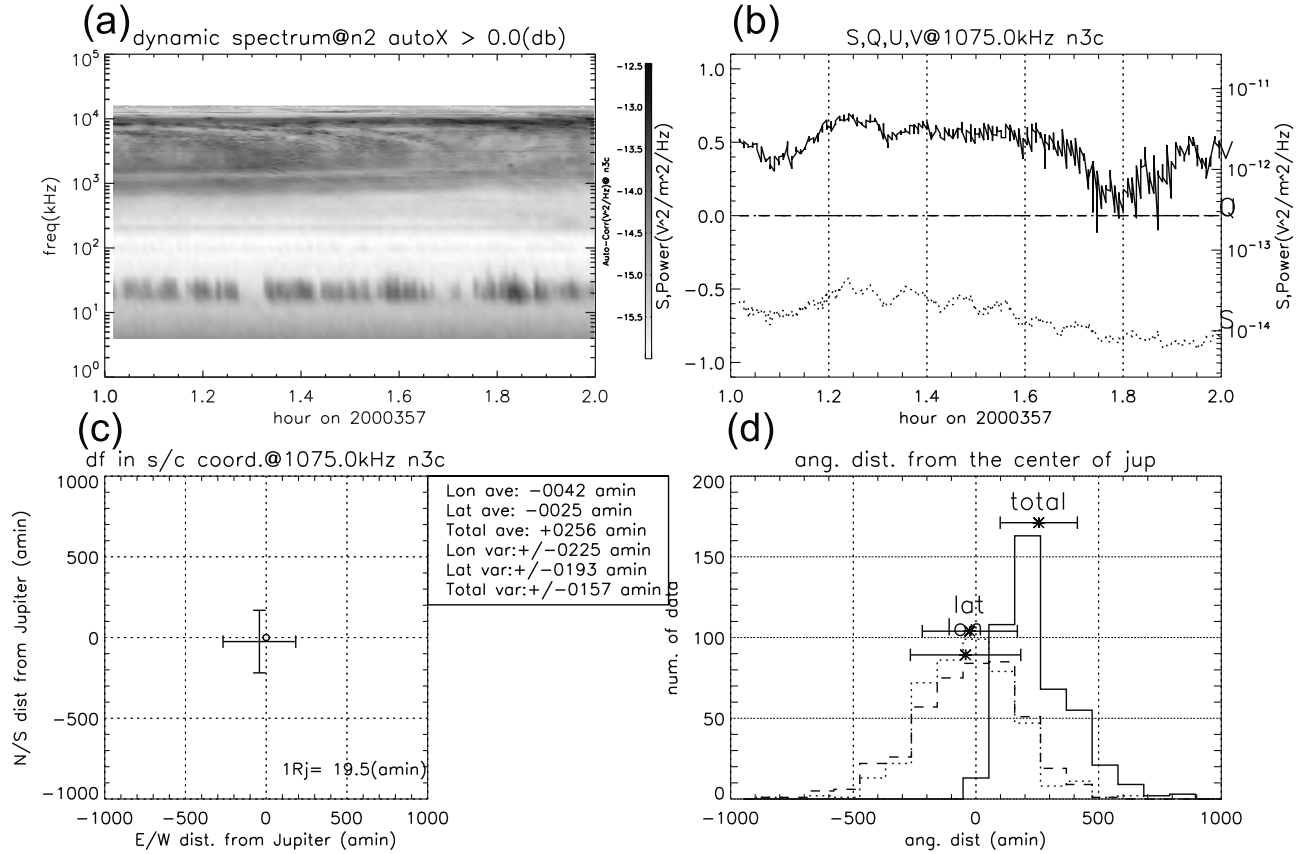 (a)
dynamic spectrum@n2 autoX > 0.0(db)
freq(kHz)
10^5
10^4
10^3
10^2
10^1
10^0
1.0 1.2 1.4 1.6 1.8 2.0
hour on 2000357
-12.5
-13.0
-13.5
-14.0
-14.5
-15.0
-15.5
Auto-Corr(V^2/Hz)@ n3c
(b)
S,Q,U,V@1075.0kHz n3c
S,Power(V^2/m^2/Hz)
1.0
0.5
0.0
-0.5
-1.0
1.0 1.2 1.4 1.6 1.8 2.0
hour on 2000357
10^-11
10^-12
10^-13
10^-14
V
Q
S
S,Power(V^2/m^2/Hz)
(c)
df in s/c coord.@1075.0kHz n3c
N/S dist from Jupiter (amin)
1000
500
0
-500
-1000
1Rj= 19.5(amin)
-1000 -500 0 500 1000
E/W dist. from Jupiter (amin)
Lon ave: -0042 amin
Lat ave: -0025 amin
Total ave: +0256 amin
Lon var:+/-0225 amin
Lat var:+/-0193 amin
Total var:+/-0157 amin
(d)
ang. dist. from the center of jup
num. of data
200
150
100
50
0
total
lat
-1000 -500 0 500 1000
ang. dist (amin)